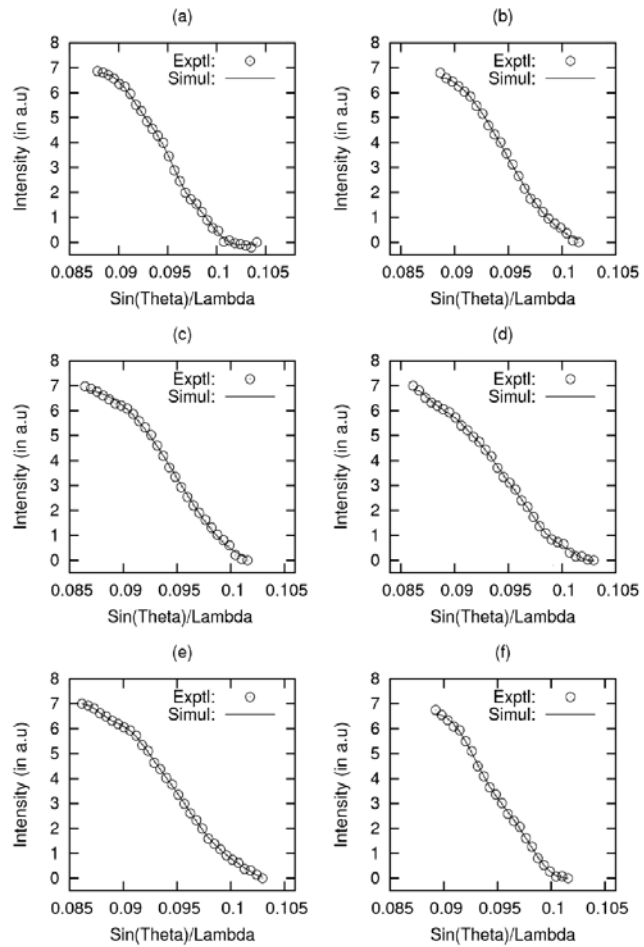 (a)
8
7
6
5
4
3
2
1
0
Intensity (in a.u)
Exptl:
Simul:
0.085 0.09 0.095 0.1 0.105
Sin(Theta)/Lambda
(b)
8
7
6
5
4
3
2
1
0
Intensity (in a.u)
Exptl:
Simul:
0.085 0.09 0.095 0.1 0.105
Sin(Theta)/Lambda
(c)
8
7
6
5
4
3
2
1
0
Intensity (in a.u)
Exptl:
Simul:
0.085 0.09 0.095 0.1 0.105
Sin(Theta)/Lambda
(d)
8
7
6
5
4
3
2
1
0
Intensity (in a.u)
Exptl:
Simul:
0.085 0.09 0.095 0.1 0.105
Sin(Theta)/Lambda
(e)
8
7
6
5
4
3
2
1
0
Intensity (in a.u)
Exptl:
Simul:
0.085 0.09 0.095 0.1 0.105
Sin(Theta)/Lambda
(f)
8
7
6
5
4
3
2
1
0
Intensity (in a.u)
Exptl:
Simul:
0.085 0.09 0.095 0.1 0.105
Sin(Theta)/Lambda